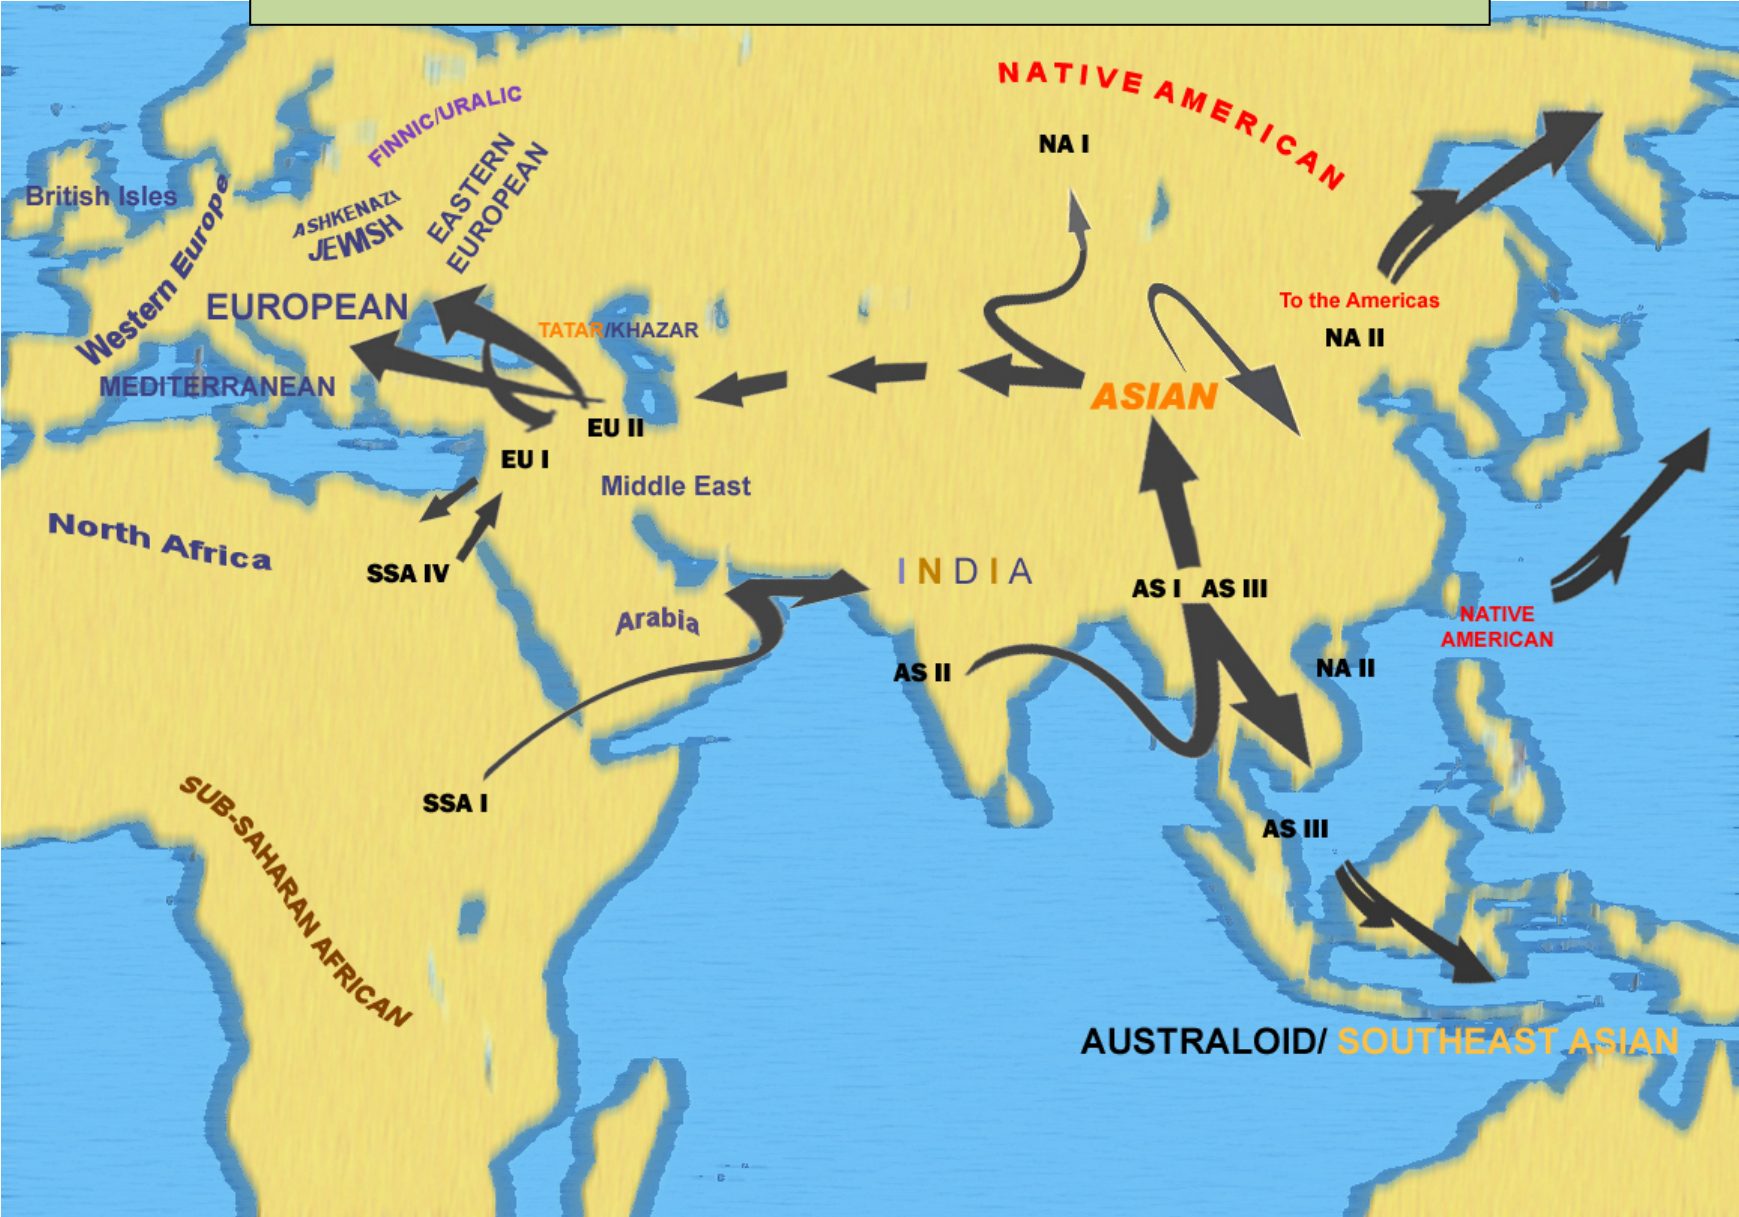 NATIVE AMERICAN
FINNIC/URALIC
NA I
EASTERN
EUROPEAN
British Isles
ASHKENAZI
JEWISH
Western Europe
EUROPEAN
To the Americas
TATAR/KHAZAR
NA II
MEDITERRANEAN
ASIAN
EU II
EU I
Middle East
North Africa
SSA IV
INDIA
AS I AS III
Arabia
NATIVE
AMERICAN
AS II
NA II
SSA I
SUB-SAHARAN AFRICAN
AS III
AUSTRALOID/ SOUTHEAST ASIAN